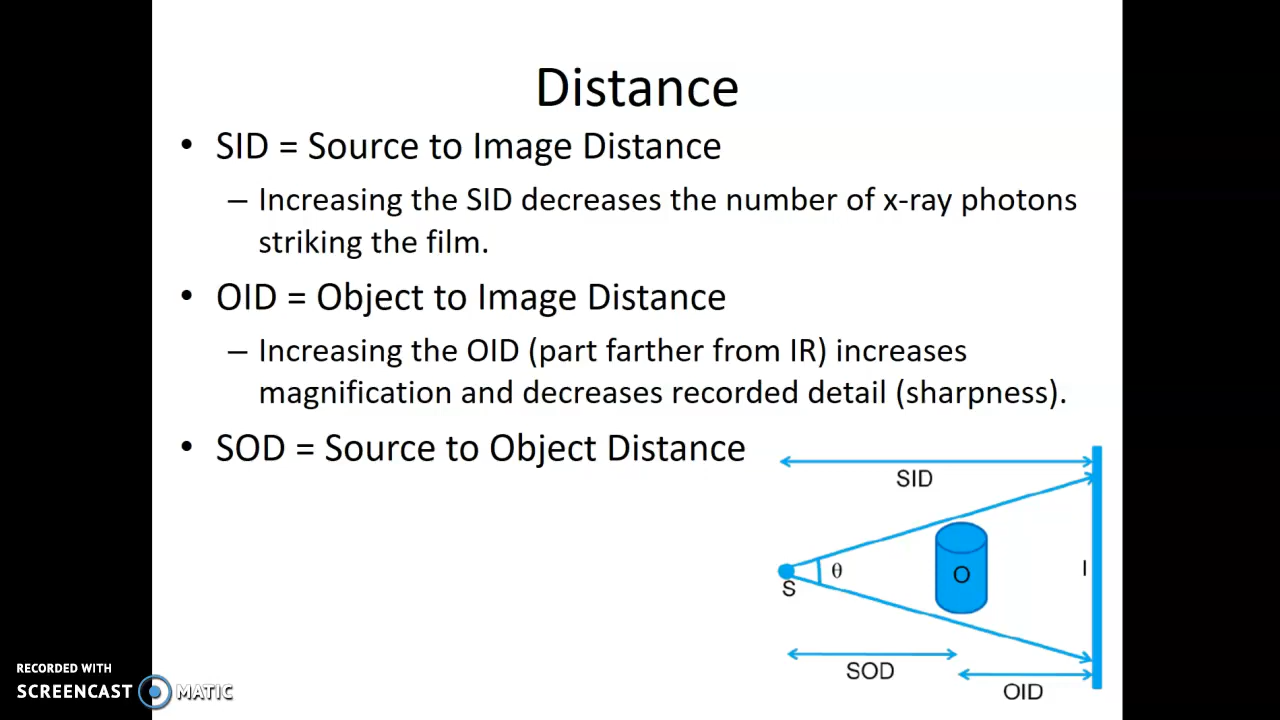 Distance
• SID = Source to Image Distance
– Increasing the SID decreases the number of x-ray photons
striking the film.
• OID = Object to Image Distance
– Increasing the OID (part farther from IR) increases
magnification and decreases recorded detail (sharpness).
• SOD = Source to Object Distance
SID
θ
O
I
S
SOD
OID
RECORDED WITH
SCREENCAST MATIC